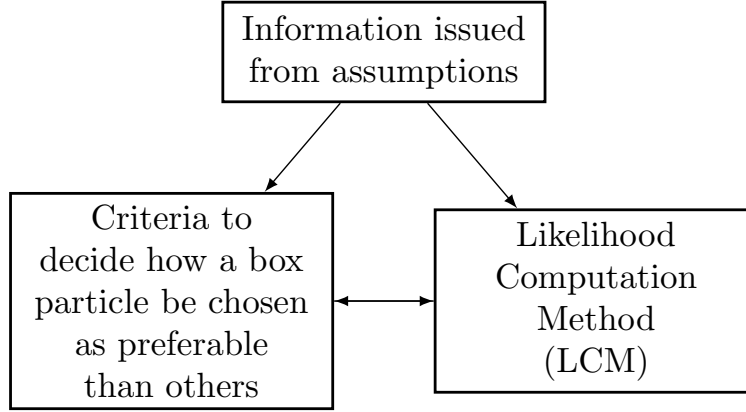 Information issued
from assumptions
Criteria to
decide how a box
particle be chosen
as preferable
than others
Likelihood
Computation
Method
(LCM)